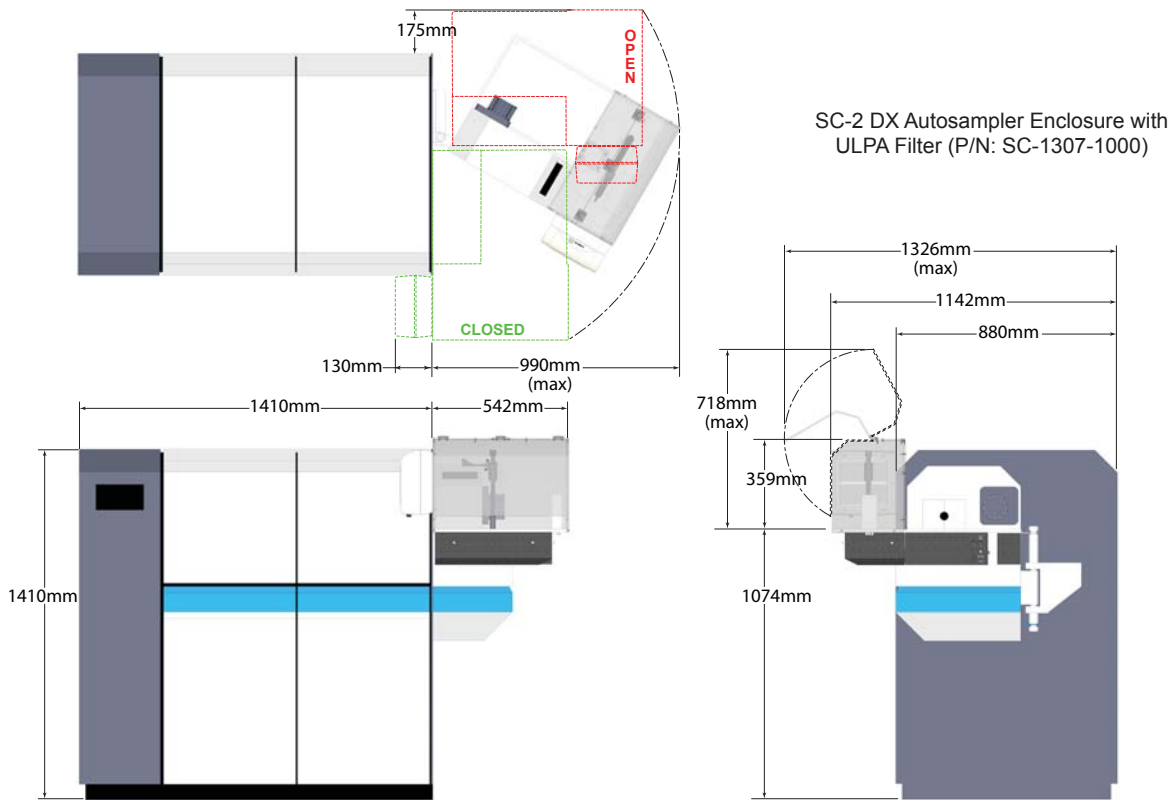 175mm
OPEN
SC-2 DX Autosampler Enclosure with
ULPA Filter (P/N: SC-1307-1000)
CLOSED
130mm
990mm
(max)
1326mm
(max)
1142mm
880mm
1410mm
542mm
718mm
(max)
359mm
1410mm
1074mm